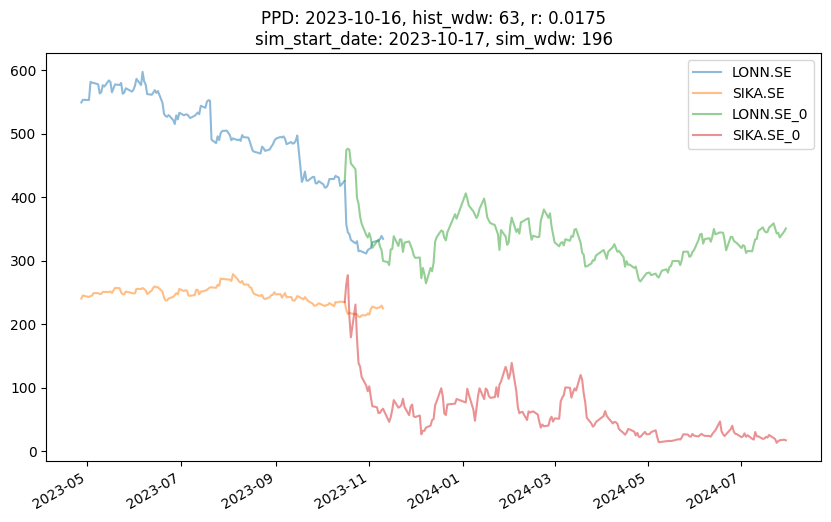 PPD: 2023-10-16, hist_wdw: 63, r: 0.0175
sim_start_date: 2023-10-17, sim_wdw: 196
LONN.SE
SIKA.SE
LONN.SE_0
SIKA.SE_0
600
500
400
300
200
100
0
2023-05
2023-07
2023-09
2023-11
2024-01
2024-03
2024-05
2024-07